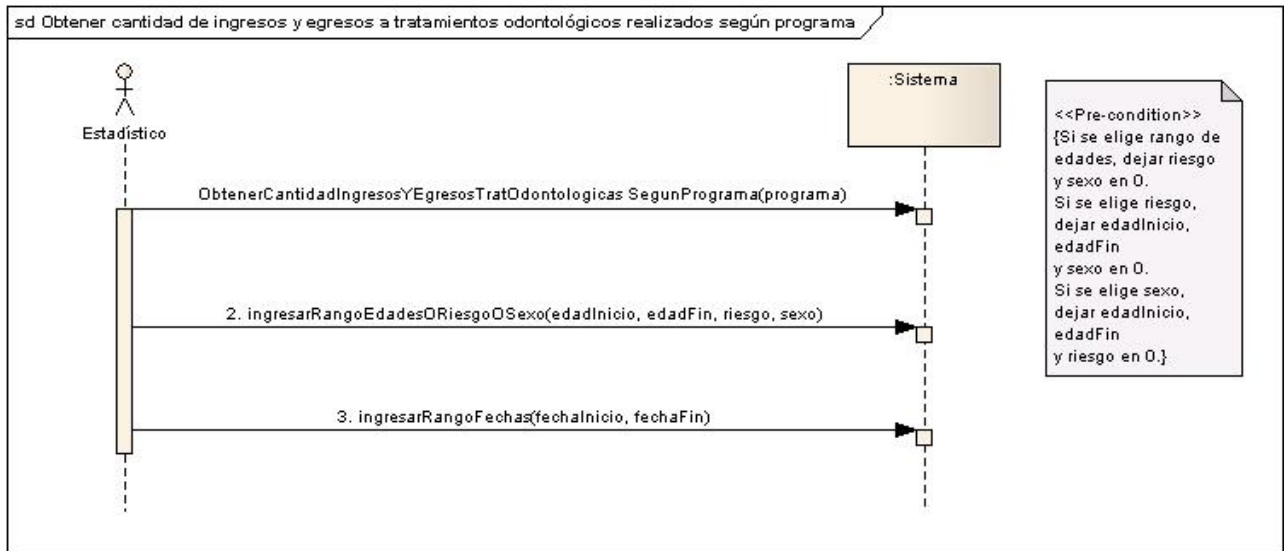 sd Obtener cantidad de ingresos y egresos a tratamientos odontológicos realizados según programa
Estadístico
:Sistema
<<Pre-condition>>
{Si se elige rango de
edades, dejar riesgo
y sexo en 0.
Si se elige riesgo,
dejar edadInicio,
edadFin
y sexo en 0.
Si se elige sexo,
dejar edadInicio,
edadFin
y riesgo en 0.}
ObtenerCantidadIngresosYEgresosTratOdontologicas SegunPrograma(programa)
2. ingresarRangoEdadesORiesgoOSexo(edadInicio, edadFin, riesgo, sexo)
3. ingresarRangoFechas(fechaInicio, fechaFin)